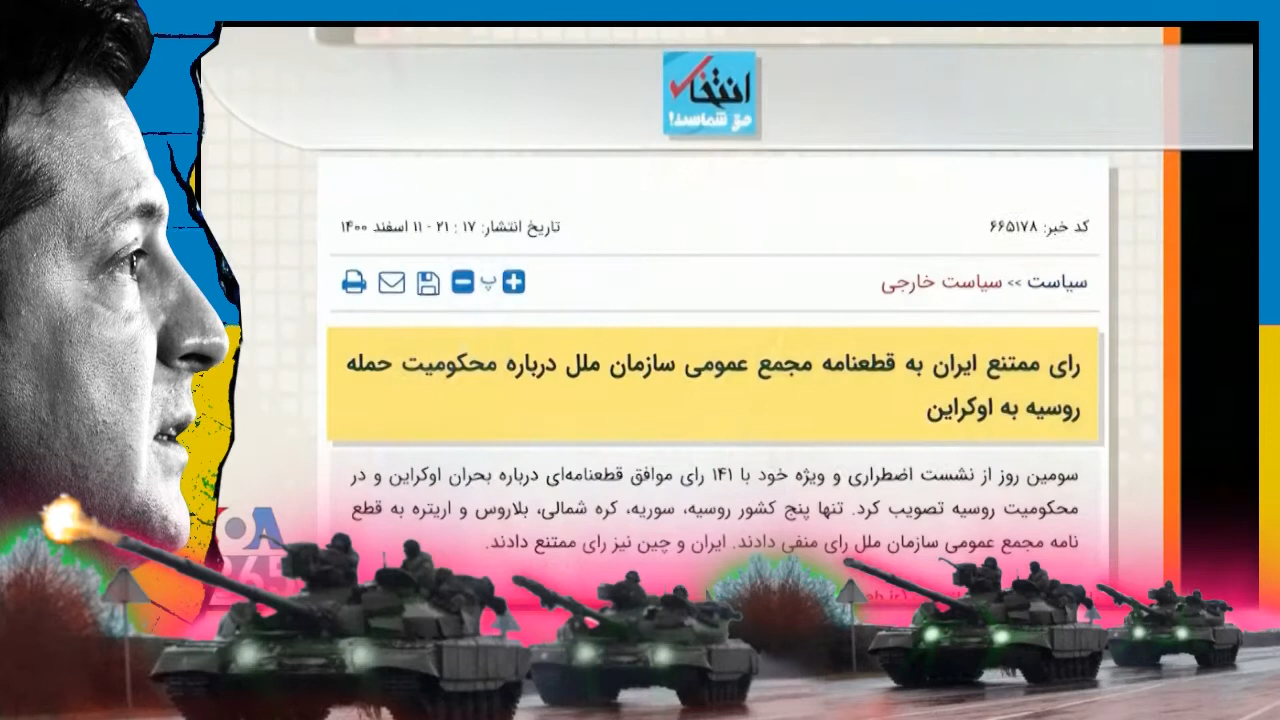 انتخاب
حق شماست!
کد خبر: ۶۶۵۱۷۸
تاریخ انتشار: ۱۷ : ۲۱ - ۱۱ اسفند ۱۴۰۰
سیاست >> سیاست خارجی
پ
رای ممتنع ایران به قطعنامه مجمع عمومی سازمان ملل درباره محکومیت حمله
روسیه به اوکراین
سومین روز از نشست اضطراری و ویژه خود با ۱۴۱ رای موافق قطعنامه‌ای درباره بحران اوکراین و در
محکومیت روسیه تصویب کرد. تنها پنج کشور روسیه، سوریه، کره شمالی، بلاروس و اریتره به قطع
نامه مجمع عمومی سازمان ملل رای منفی دادند. ایران و چین نیز رای ممتنع دادند.
VOA
365